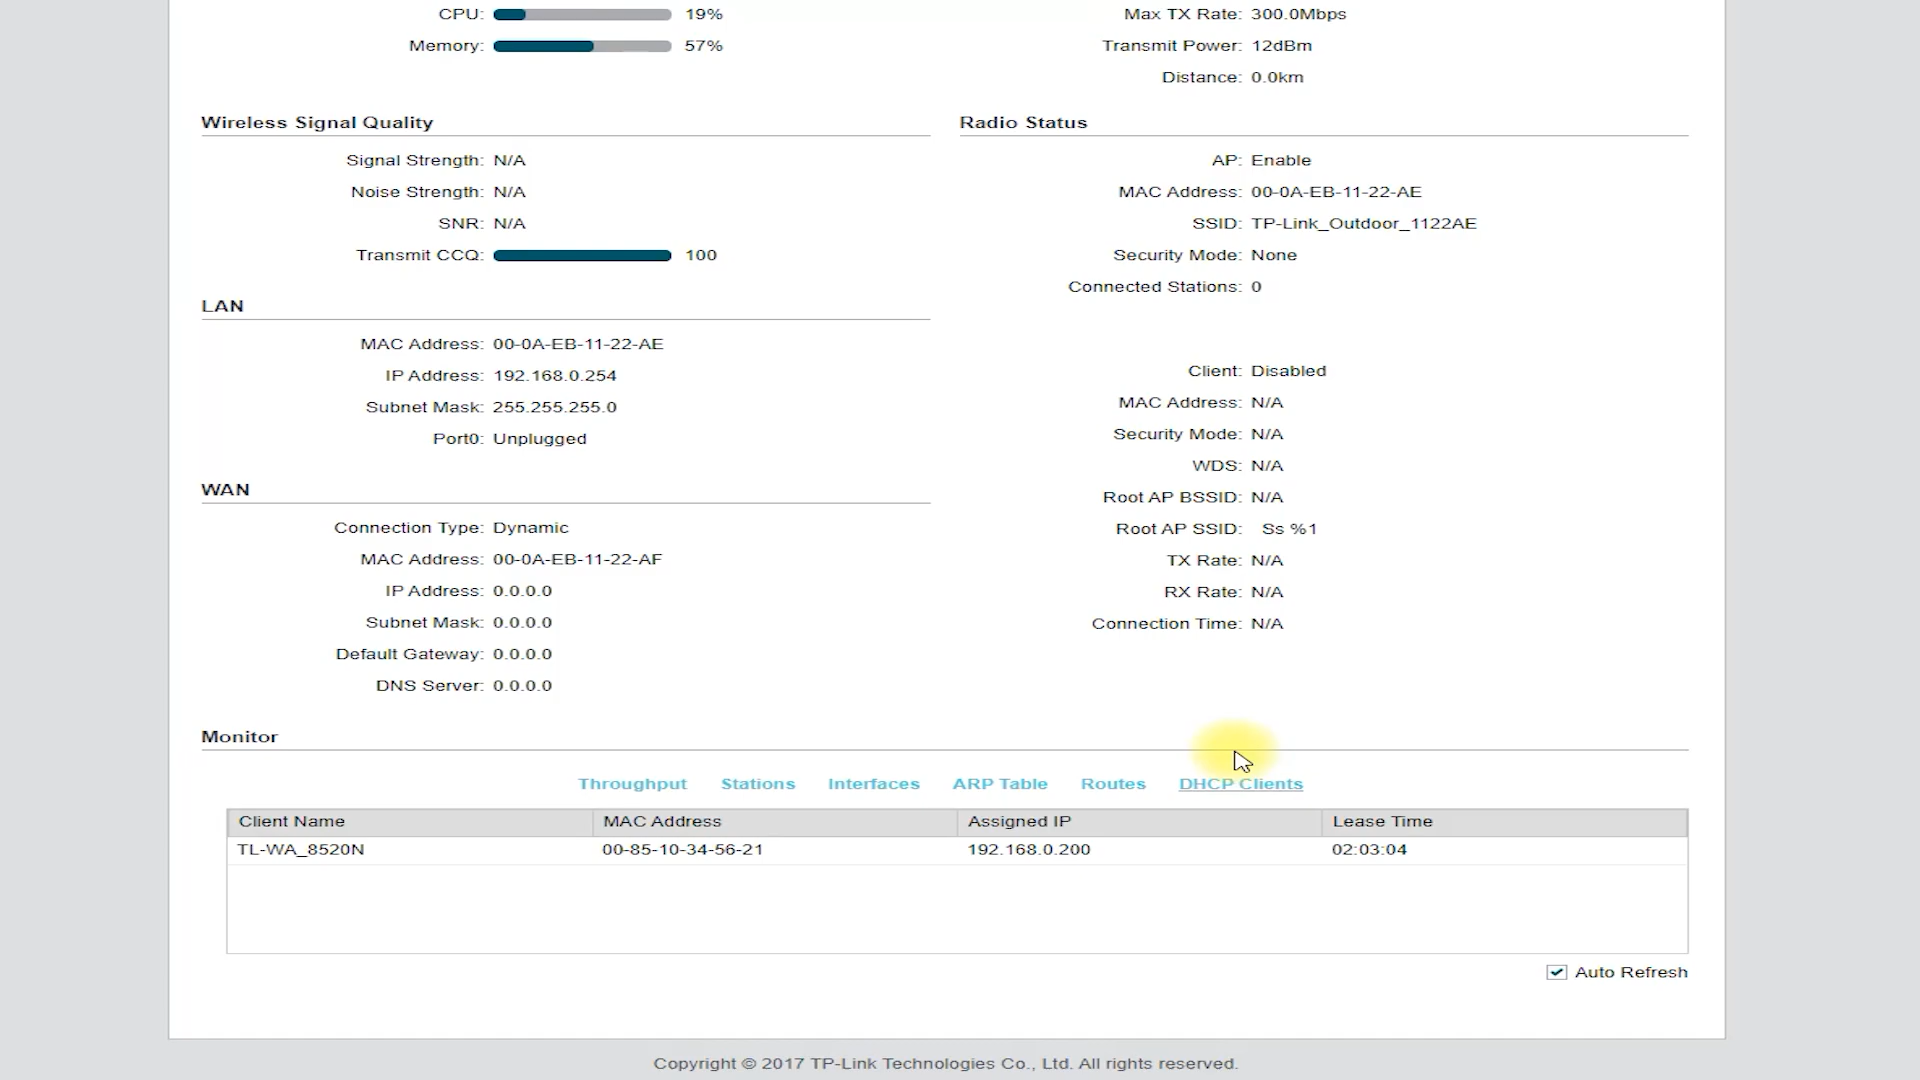 CPU: 19%
Memory: 57%
Max TX Rate: 300.0Mbps
Transmit Power: 12dBm
Distance: 0.0km
Wireless Signal Quality
Signal Strength: N/A
Noise Strength: N/A
SNR: N/A
Transmit CCQ: 100
LAN
MAC Address: 00-0A-EB-11-22-AE
IP Address: 192.168.0.254
Subnet Mask: 255.255.255.0
Port0: Unplugged
WAN
Connection Type: Dynamic
MAC Address: 00-0A-EB-11-22-AF
IP Address: 0.0.0.0
Subnet Mask: 0.0.0.0
Default Gateway: 0.0.0.0
DNS Server: 0.0.0.0
Radio Status
AP: Enable
MAC Address: 00-0A-EB-11-22-AE
SSID: TP-Link_Outdoor_1122AE
Security Mode: None
Connected Stations: 0
Client: Disabled
MAC Address: N/A
Security Mode: N/A
WDS: N/A
Root AP BSSID: N/A
Root AP SSID: Ss %1
TX Rate: N/A
RX Rate: N/A
Connection Time: N/A
Monitor
Throughput Stations Interfaces ARP Table Routes DHCP Clients
Client Name MAC Address Assigned IP Lease Time
TL-WA_8520N 00-85-10-34-56-21 192.168.0.200 02:03:04
Auto Refresh
Copyright © 2017 TP-Link Technologies Co., Ltd. All rights reserved.